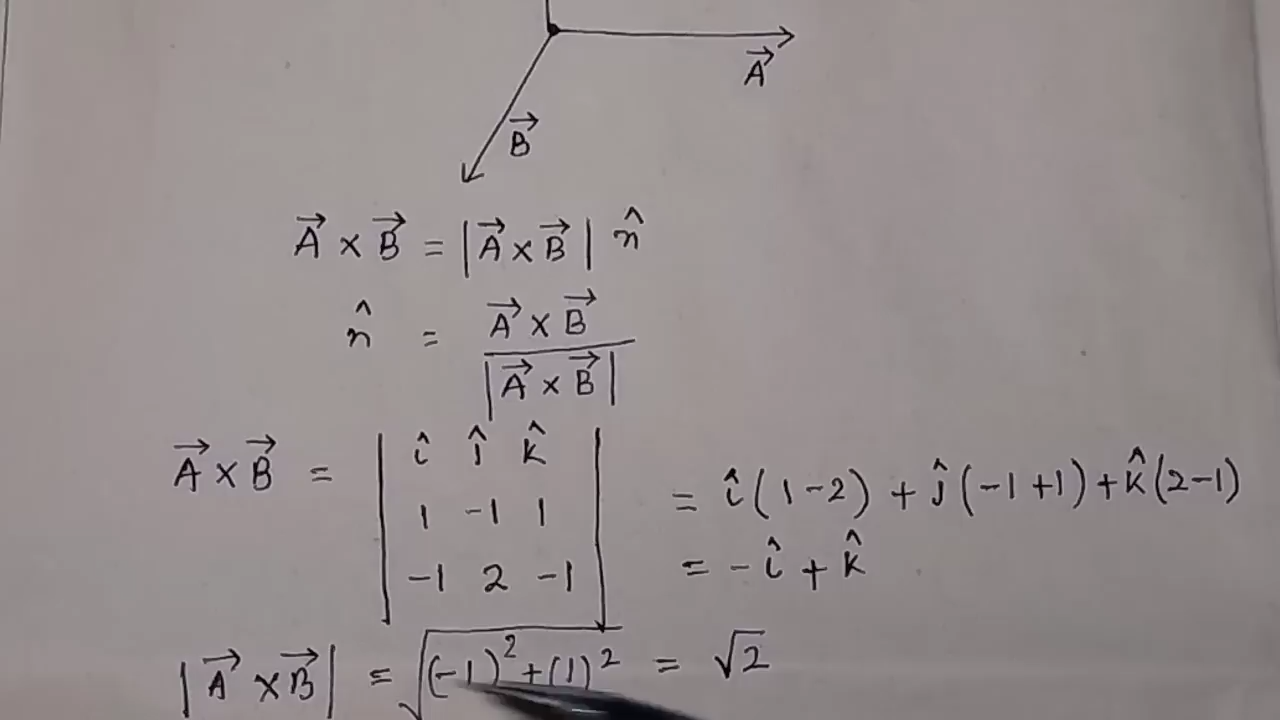 A⃗
B⃗
A⃗ × B⃗ = |A⃗ × B⃗| n̂
n̂ = A⃗ × B⃗ / |A⃗ × B⃗|
A⃗ × B⃗ = | î ĵ k̂ | = î(1-2) + ĵ(-1+1) + k̂(2-1)
1 -1 1
= -î + k̂
-1 2 -1
|A⃗ × B⃗| = √((-1)² + (1)²) = √2